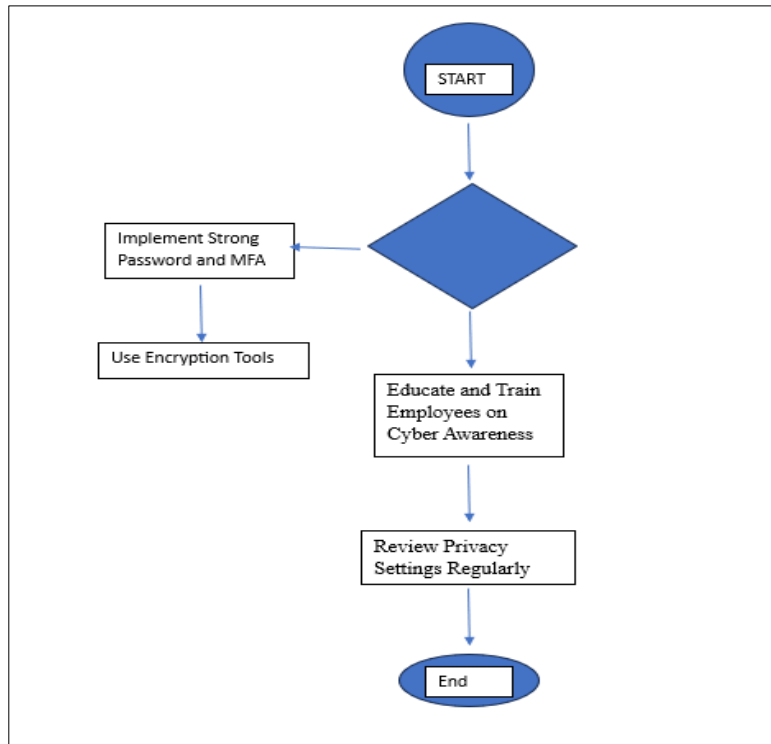 START
Implement Strong
Password and MFA
Use Encryption Tools
Educate and Train
Employees on
Cyber Awareness
Review Privacy
Settings Regularly
End